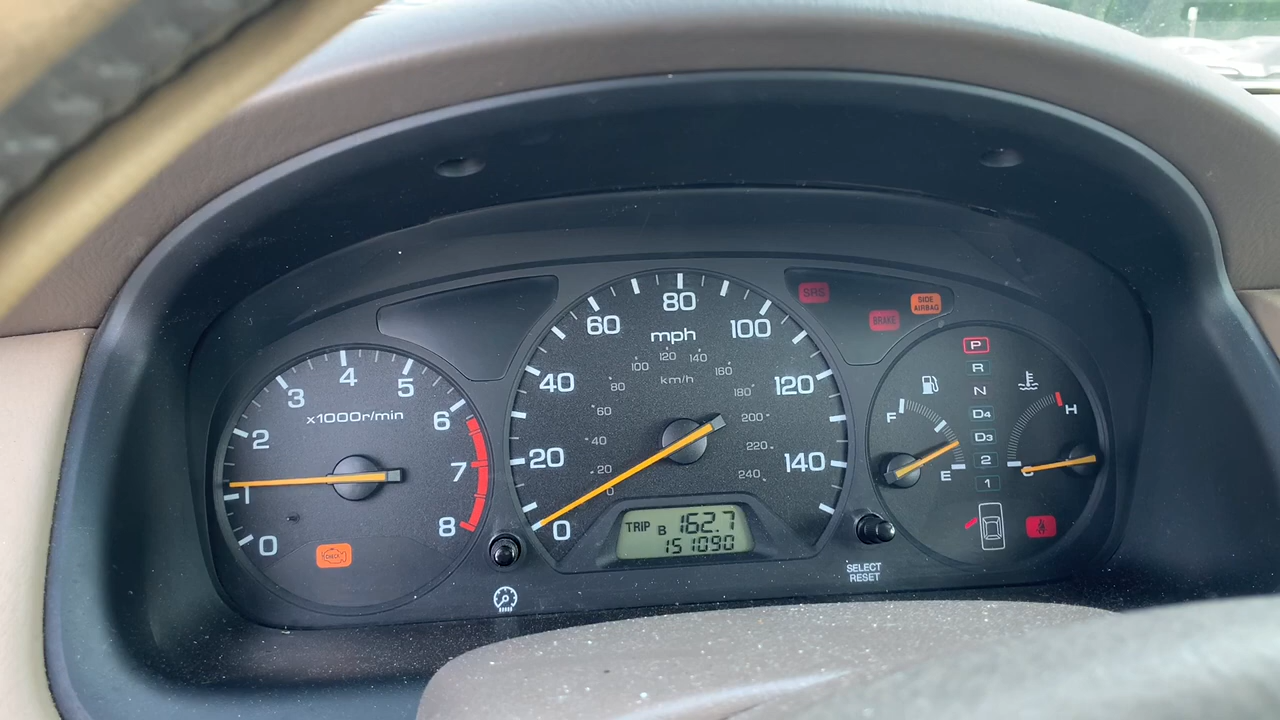 0
1
2
3
4
5
6
7
8
x1000r/min
CHECK
0
20
40
60
80
100
120
140
mph
km/h
0
20
40
60
80
100
120
140
160
180
200
220
240
TRIP B 162.7
151090
SRS
BRAKE
SIDE
AIRBAG
P
R
N
D4
D3
2
1
F
E
H
C
SELECT
RESET